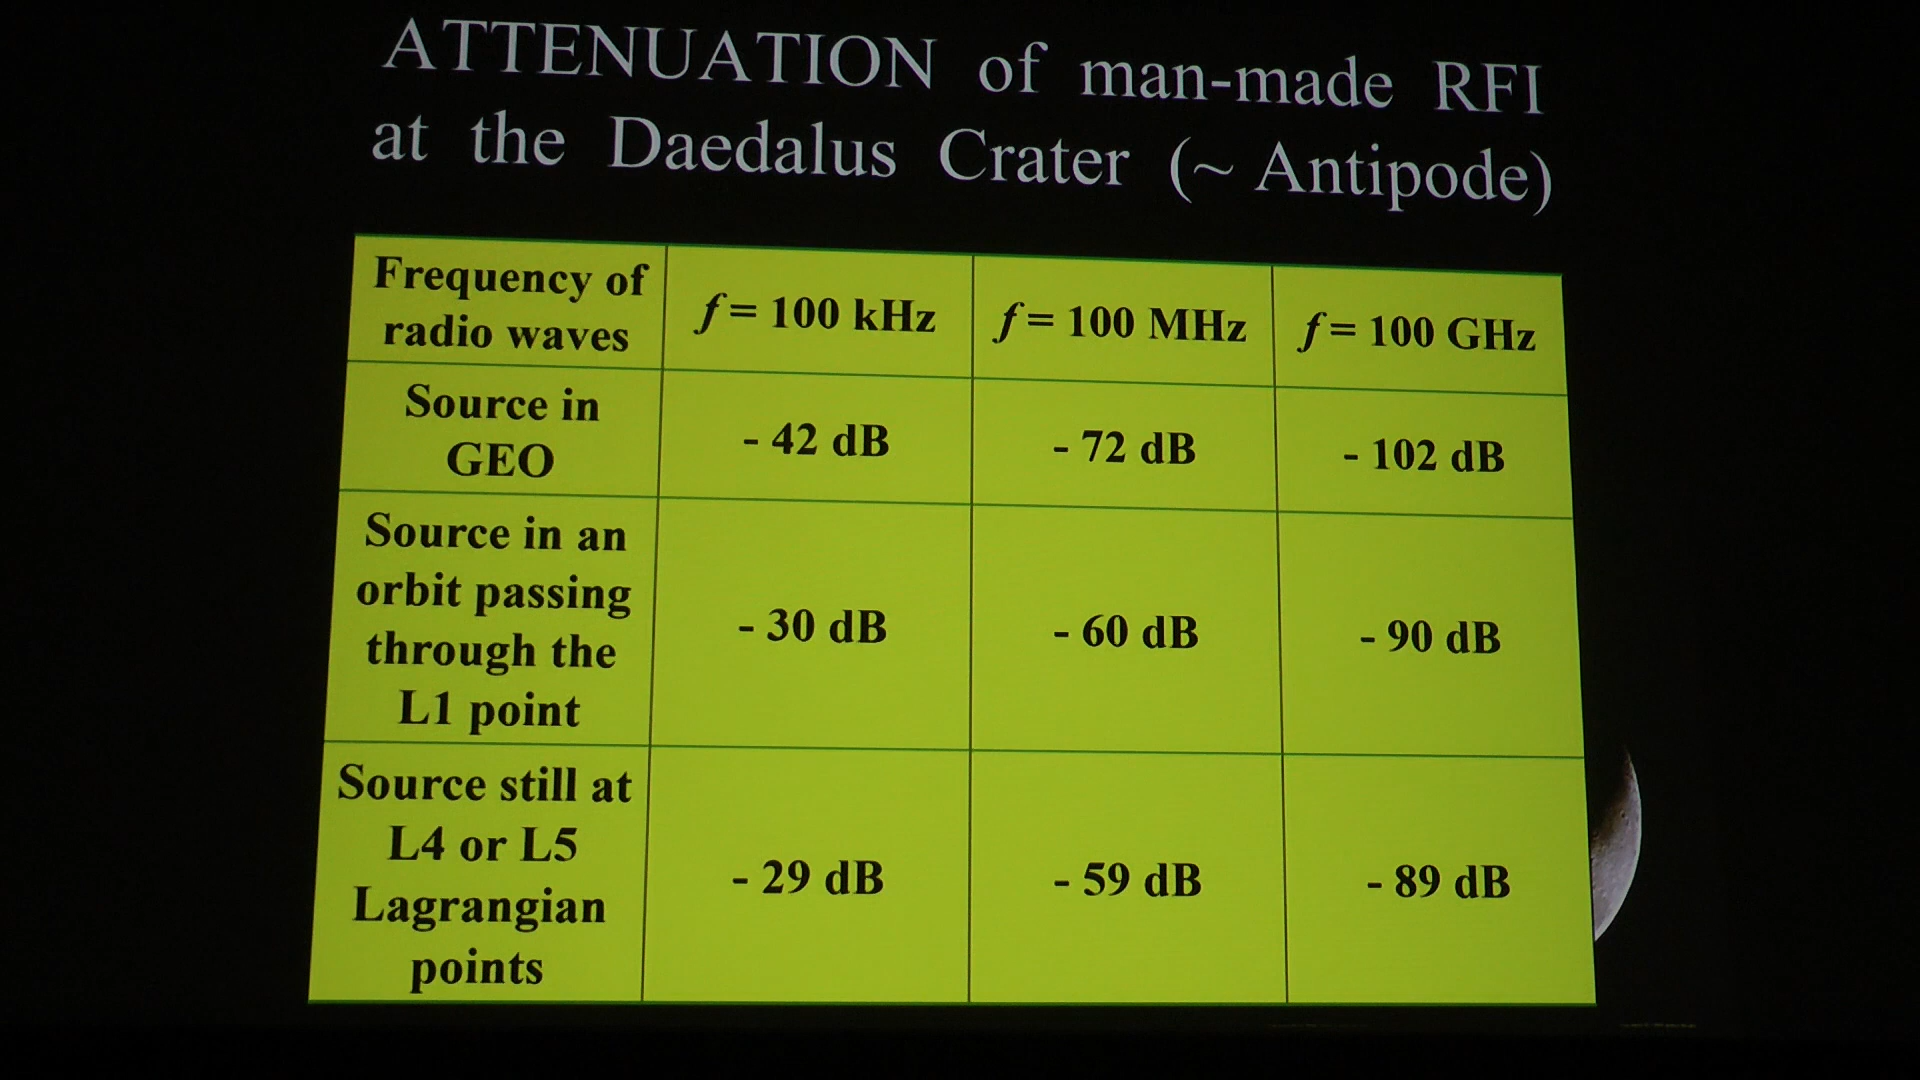 ATTENUATION of man-made RFI
at the Daedalus Crater (~ Antipode)
Frequency of
radio waves
f = 100 kHz
f = 100 MHz
f = 100 GHz
Source in
GEO
- 42 dB
- 72 dB
- 102 dB
Source in an
orbit passing
through the
L1 point
- 30 dB
- 60 dB
- 90 dB
Source still at
L4 or L5
Lagrangian
points
- 29 dB
- 59 dB
- 89 dB